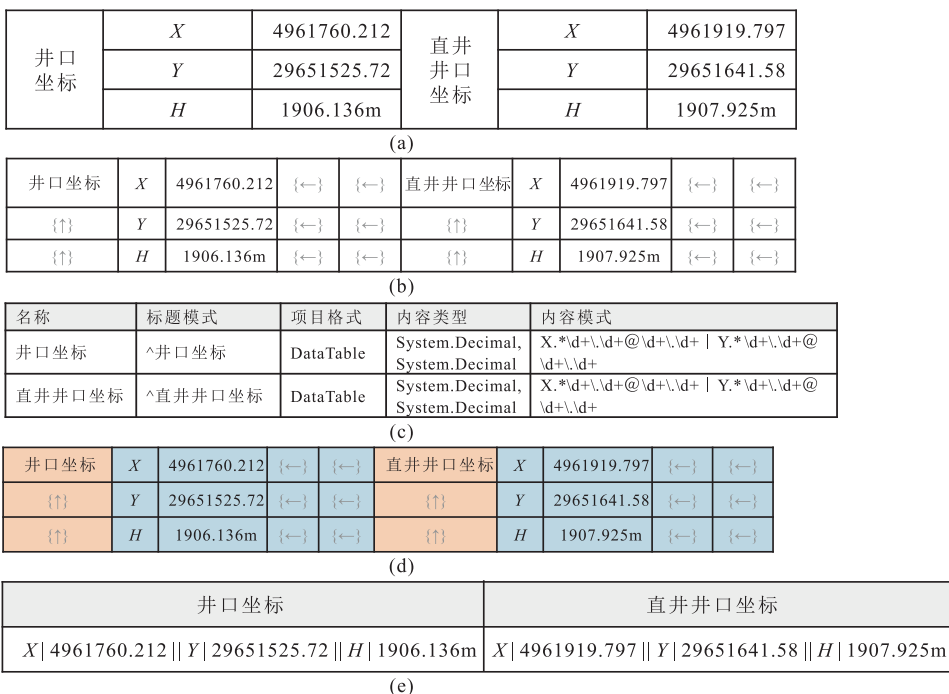 井口坐标 X 4961760.212 直井井口坐标 X 4961919.797
Y 29651525.72 Y 29651641.58
H 1906.136m H 1907.925m
(a)
井口坐标 X 4961760.212 {←} {←} 直井井口坐标 X 4961919.797 {←} {←}
{↑} Y 29651525.72 {←} {←} {↑} Y 29651641.58 {←} {←}
{↑} H 1906.136m {←} {←} {↑} H 1907.925m {←} {←}
(b)
名称 标题模式 项目格式 内容类型 内容模式
井口坐标 ^井口坐标 DataTable System.Decimal, System.Decimal X.*\d+\.\d+@\d+\.\d+｜Y.*\d+\.\d+@ \d+\.\d+
直井井口坐标 ^直井井口坐标 DataTable System.Decimal, System.Decimal X.*\d+\.\d+@\d+\.\d+｜Y.*\d+\.\d+@ \d+\.\d+
(c)
井口坐标 X 4961760.212 {←} {←} 直井井口坐标 X 4961919.797 {←} {←}
{↑} Y 29651525.72 {←} {←} {↑} Y 29651641.58 {←} {←}
{↑} H 1906.136m {←} {←} {↑} H 1907.925m {←} {←}
(d)
井口坐标 直井井口坐标
X|4961760.212||Y|29651525.72||H|1906.136m X|4961919.797||Y|29651641.58||H|1907.925m
(e)